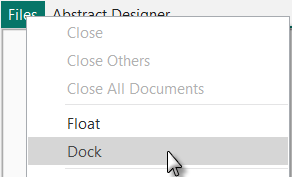 Files Abstract Designer
Close
Close Others
Close All Documents
Float
Dock